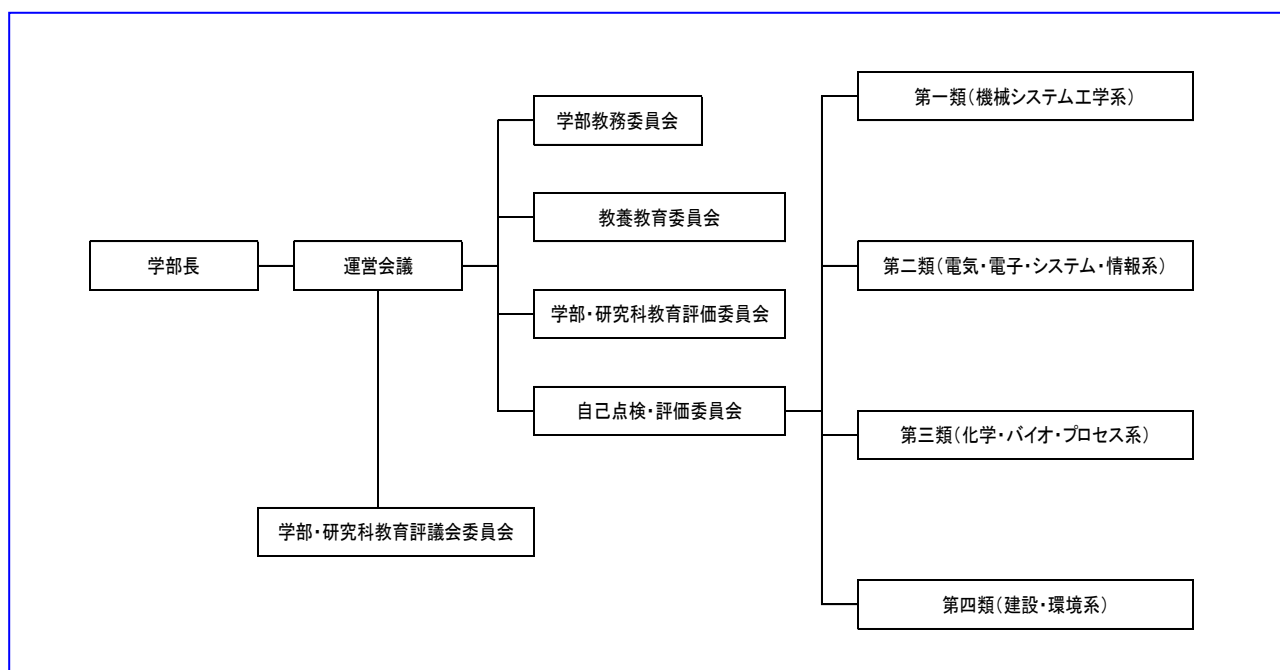 学部長
運営会議
学部・研究科教育評議会委員会
学部教務委員会
教養教育委員会
学部・研究科教育評価委員会
自己点検・評価委員会
第一類(機械システム工学系)
第二類(電気・電子・システム・情報系)
第三類(化学・バイオ・プロセス系)
第四類(建設・環境系)